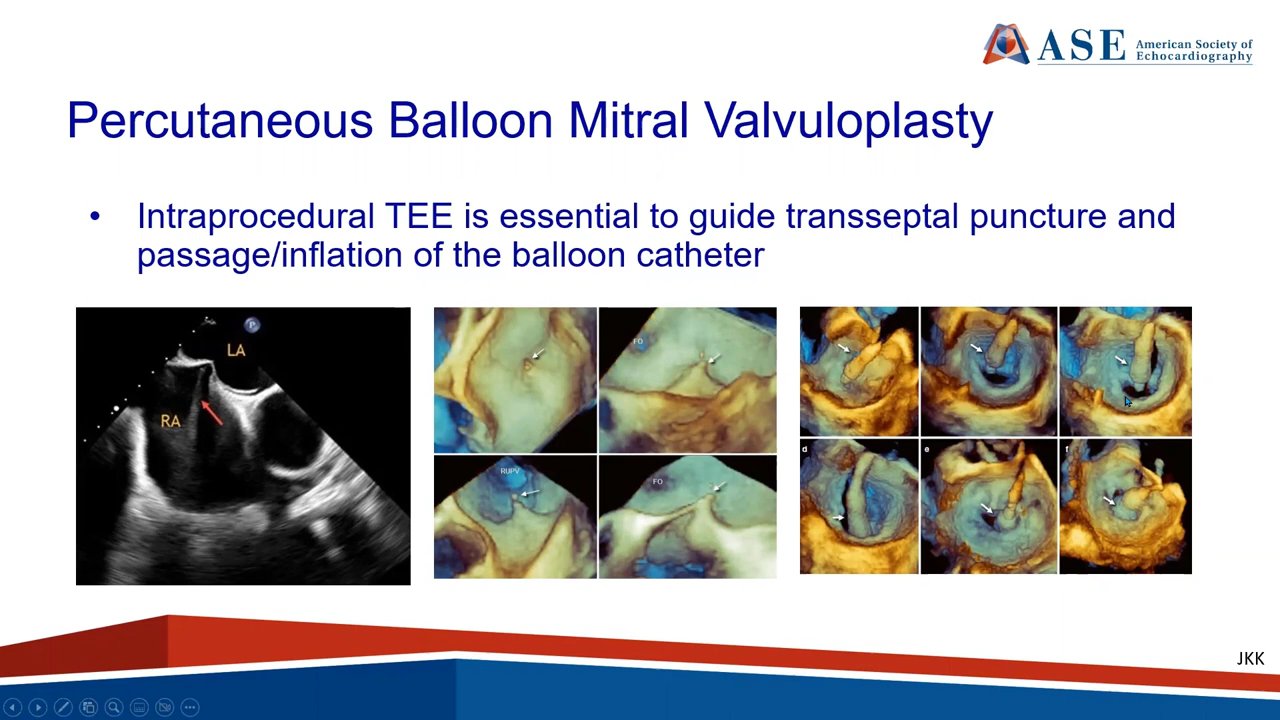 ASE American Society of
Echocardiography
Percutaneous Balloon Mitral Valvuloplasty
• Intraprocedural TEE is essential to guide transseptal puncture and
passage/inflation of the balloon catheter
P
LA
RA
FO
RUPV
FO
d
e
f
JKK